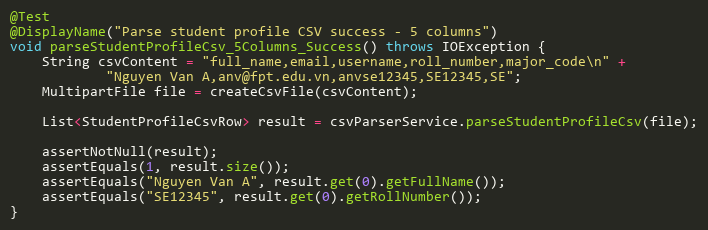 @Test
@DisplayName("Parse student profile CSV success - 5 columns")
void parseStudentProfileCsv_5Columns_Success() throws IOException {
    String csvContent = "full_name,email,username,roll_number,major_code\n" +
            "Nguyen Van A,anv@fpt.edu.vn,anvse12345,SE12345,SE";
    MultipartFile file = createCsvFile(csvContent);

    List<StudentProfileCsvRow> result = csvParserService.parseStudentProfileCsv(file);

    assertNotNull(result);
    assertEquals(1, result.size());
    assertEquals("Nguyen Van A", result.get(0).getFullName());
    assertEquals("SE12345", result.get(0).getRollNumber());
}